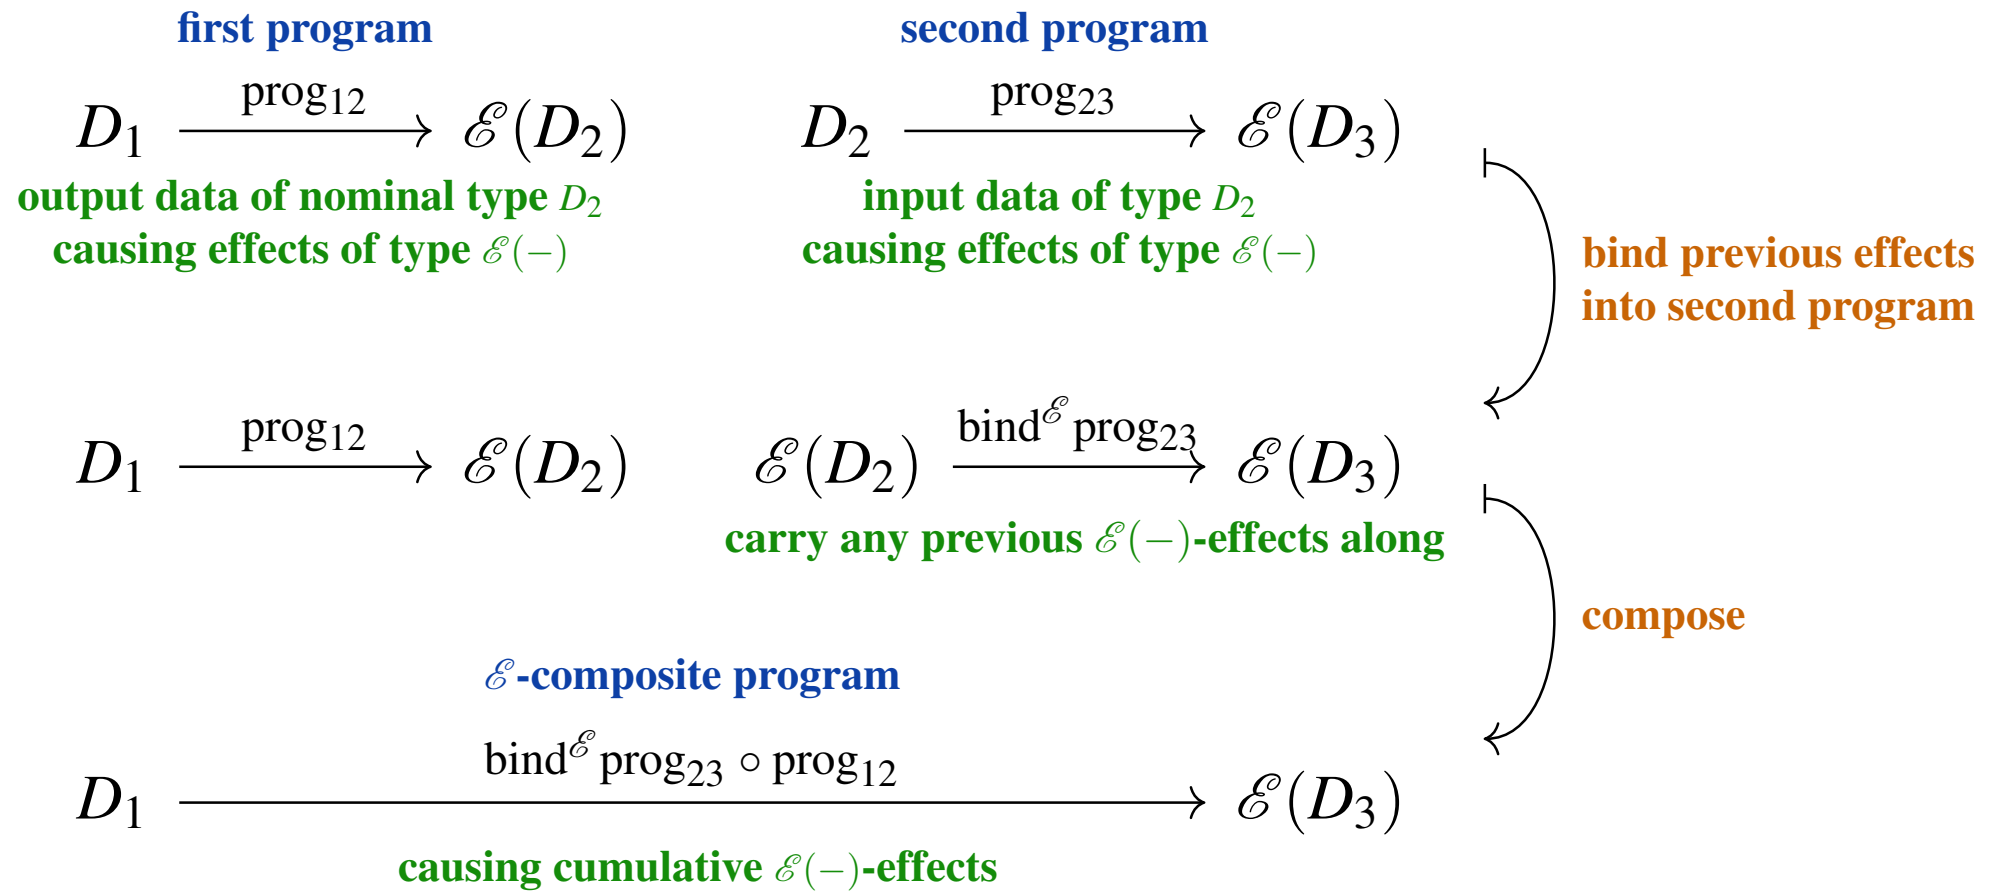 first program
second program
D₁ prog₁₂ ℰ(D₂)
D₂ prog₂₃ ℰ(D₃)
output data of nominal type D₂
causing effects of type ℰ(−)
input data of type D₂
causing effects of type ℰ(−)
bind previous effects
into second program
D₁ prog₁₂ ℰ(D₂)
ℰ(D₂) bind^ℰ prog₂₃ ℰ(D₃)
carry any previous ℰ(−)-effects along
compose
ℰ-composite program
D₁ bind^ℰ prog₂₃ ∘ prog₁₂ ℰ(D₃)
causing cumulative ℰ(−)-effects